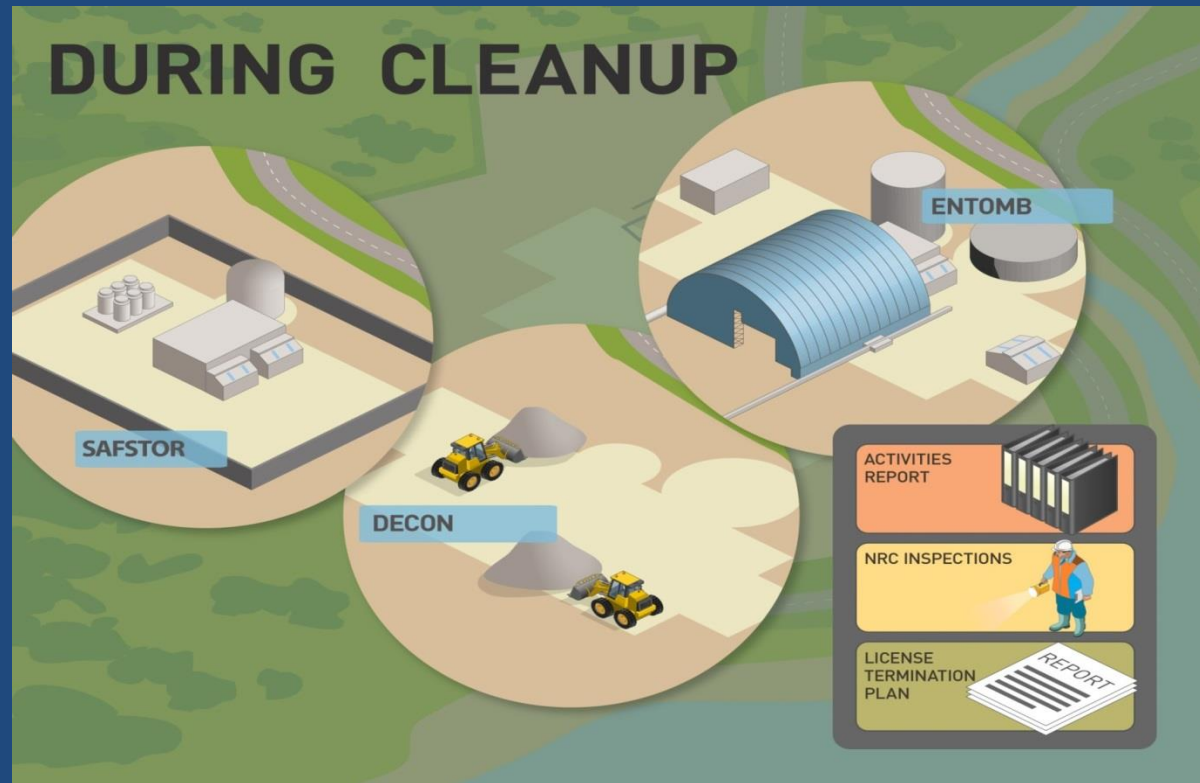 DURING CLEANUP
SAFSTOR
DECON
ENTOMB
ACTIVITIES
REPORT
NRC INSPECTIONS
LICENSE
TERMINATION
PLAN
REPORT